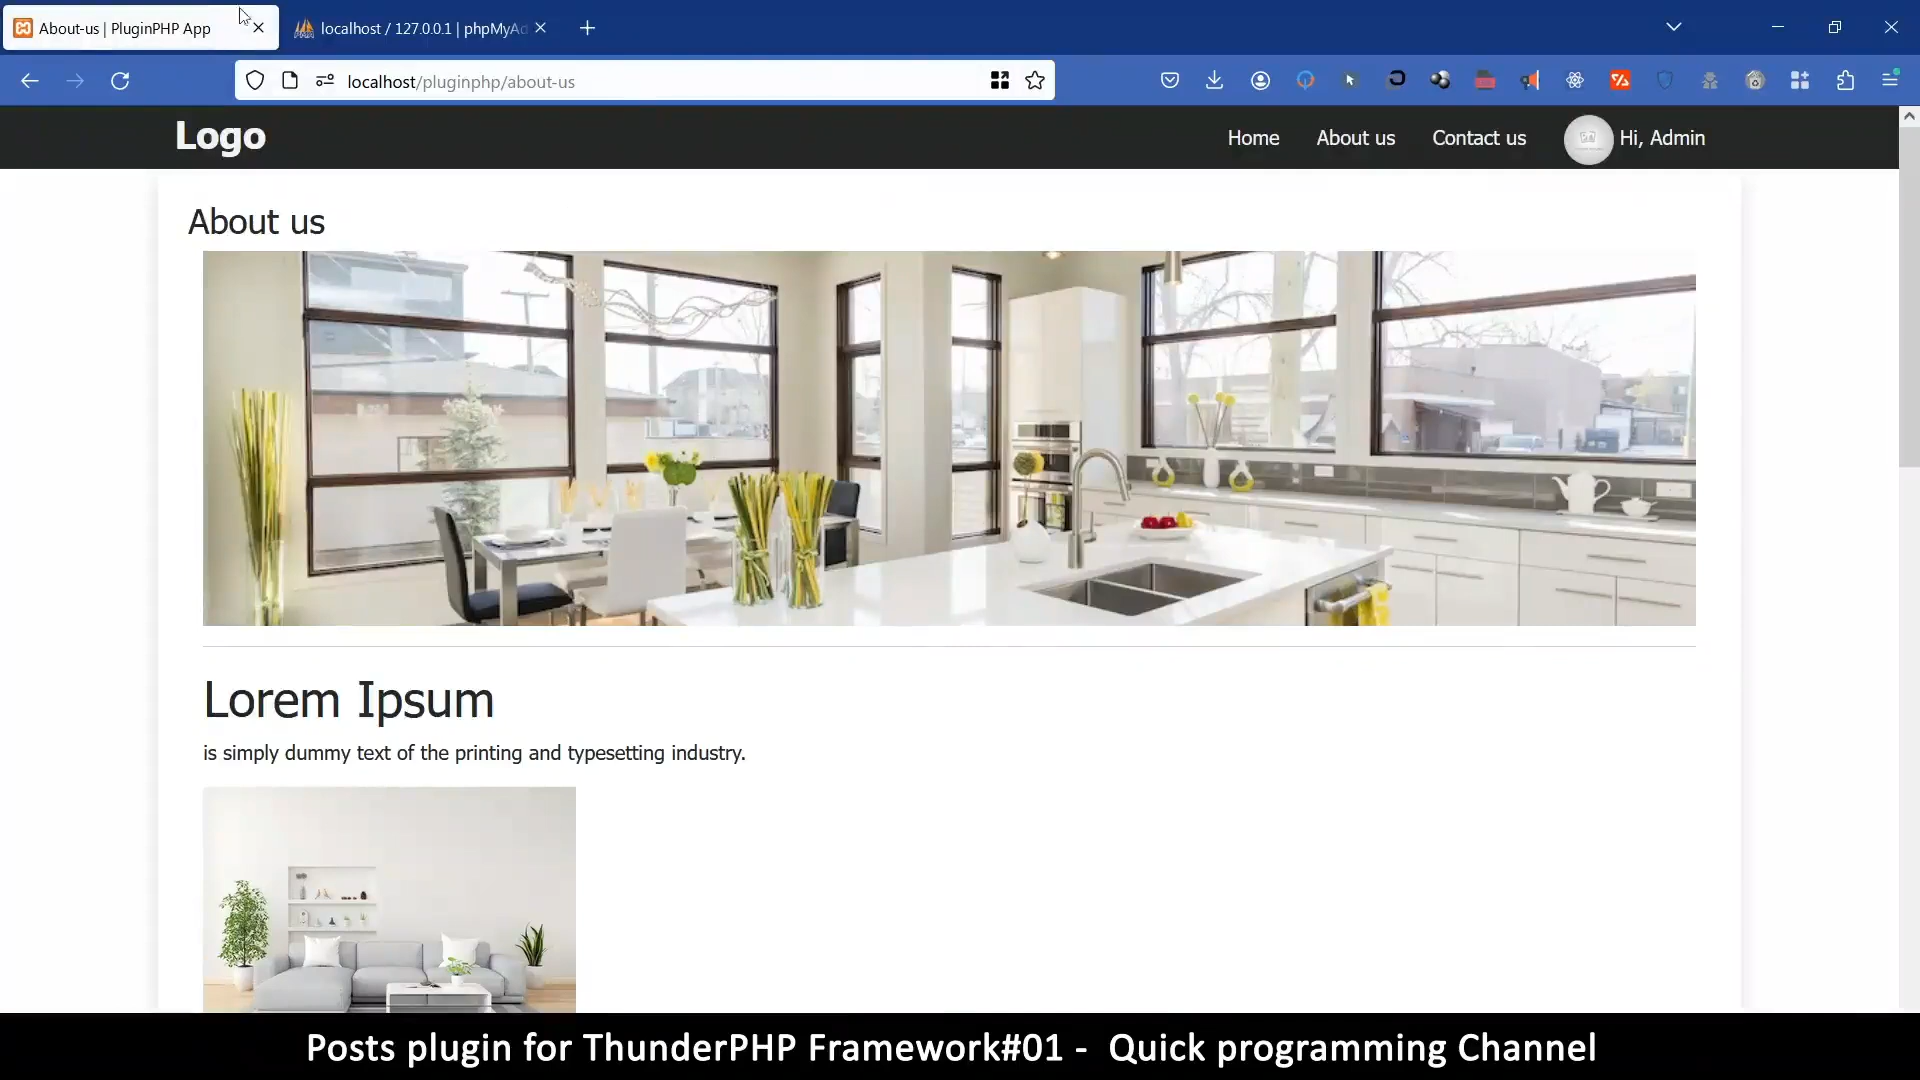 About-us | PluginPHP App
localhost / 127.0.0.1 | phpMyAd
localhost/pluginphp/about-us
Logo
Home
About us
Contact us
Hi, Admin
About us
Lorem Ipsum
is simply dummy text of the printing and typesetting industry.
Posts plugin for ThunderPHP Framework#01 - Quick programming Channel